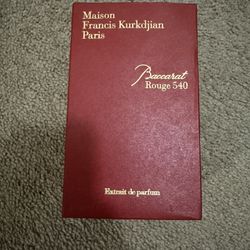 Maison
Francis Kurkdjian
Paris
Baccarat
Rouge 540
Extrait de parfum